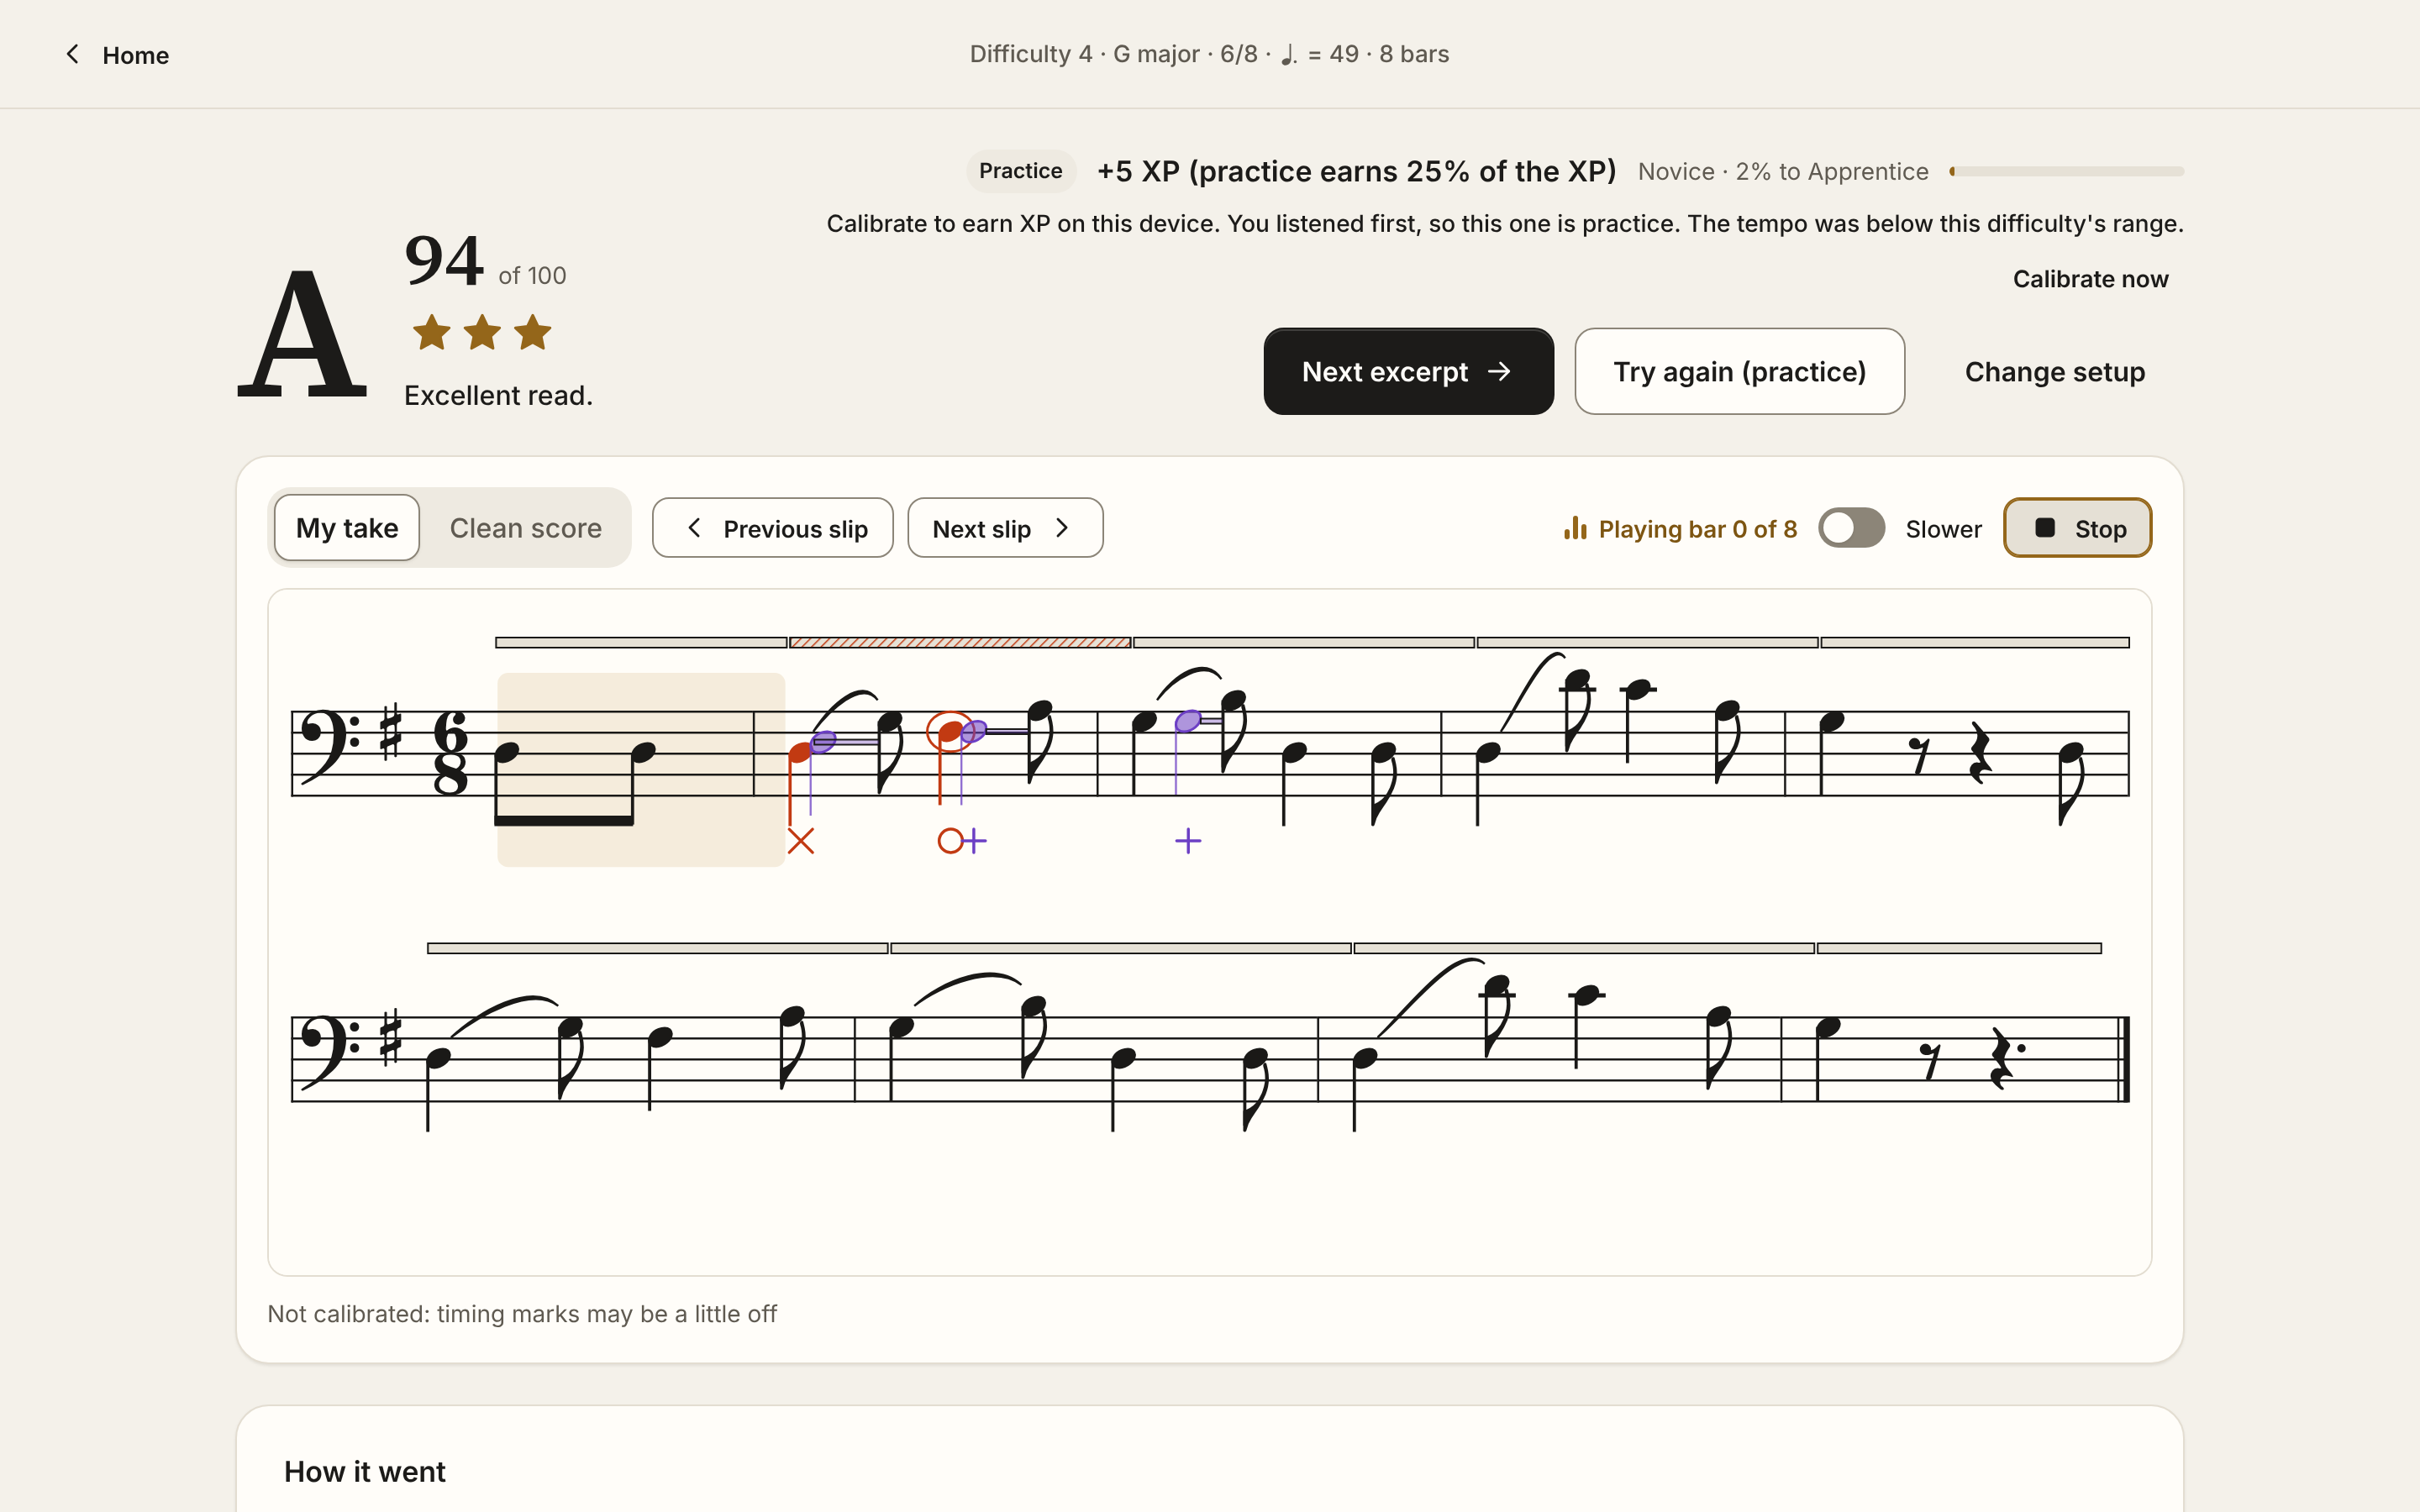 Home
Difficulty 4 · G major · 6/8 · ♩. = 49 · 8 bars
Practice +5 XP (practice earns 25% of the XP) Novice · 2% to Apprentice
Calibrate to earn XP on this device. You listened first, so this one is practice. The tempo was below this difficulty's range.
Calibrate now
A
94 of 100
Excellent read.
Next excerpt → Try again (practice) Change setup
My take Clean score Previous slip Next slip Playing bar 0 of 8 Slower Stop
6
8
Not calibrated: timing marks may be a little off
How it went